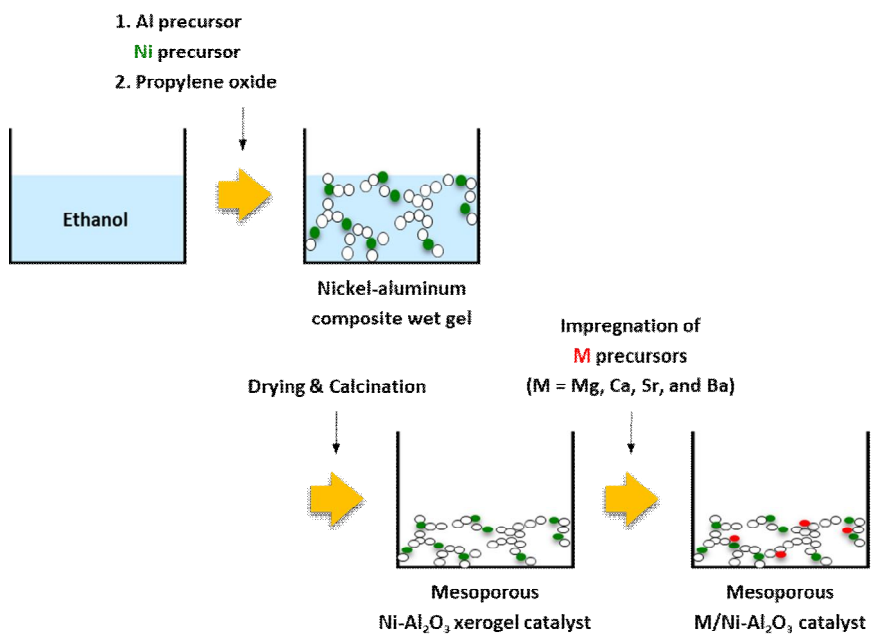 1. Al precursor
Ni precursor
2. Propylene oxide
Ethanol
Nickel-aluminum
composite wet gel
Impregnation of
M precursors
(M = Mg, Ca, Sr, and Ba)
Drying & Calcination
Mesoporous
Ni-Al₂O₃ xerogel catalyst
Mesoporous
M/Ni-Al₂O₃ catalyst